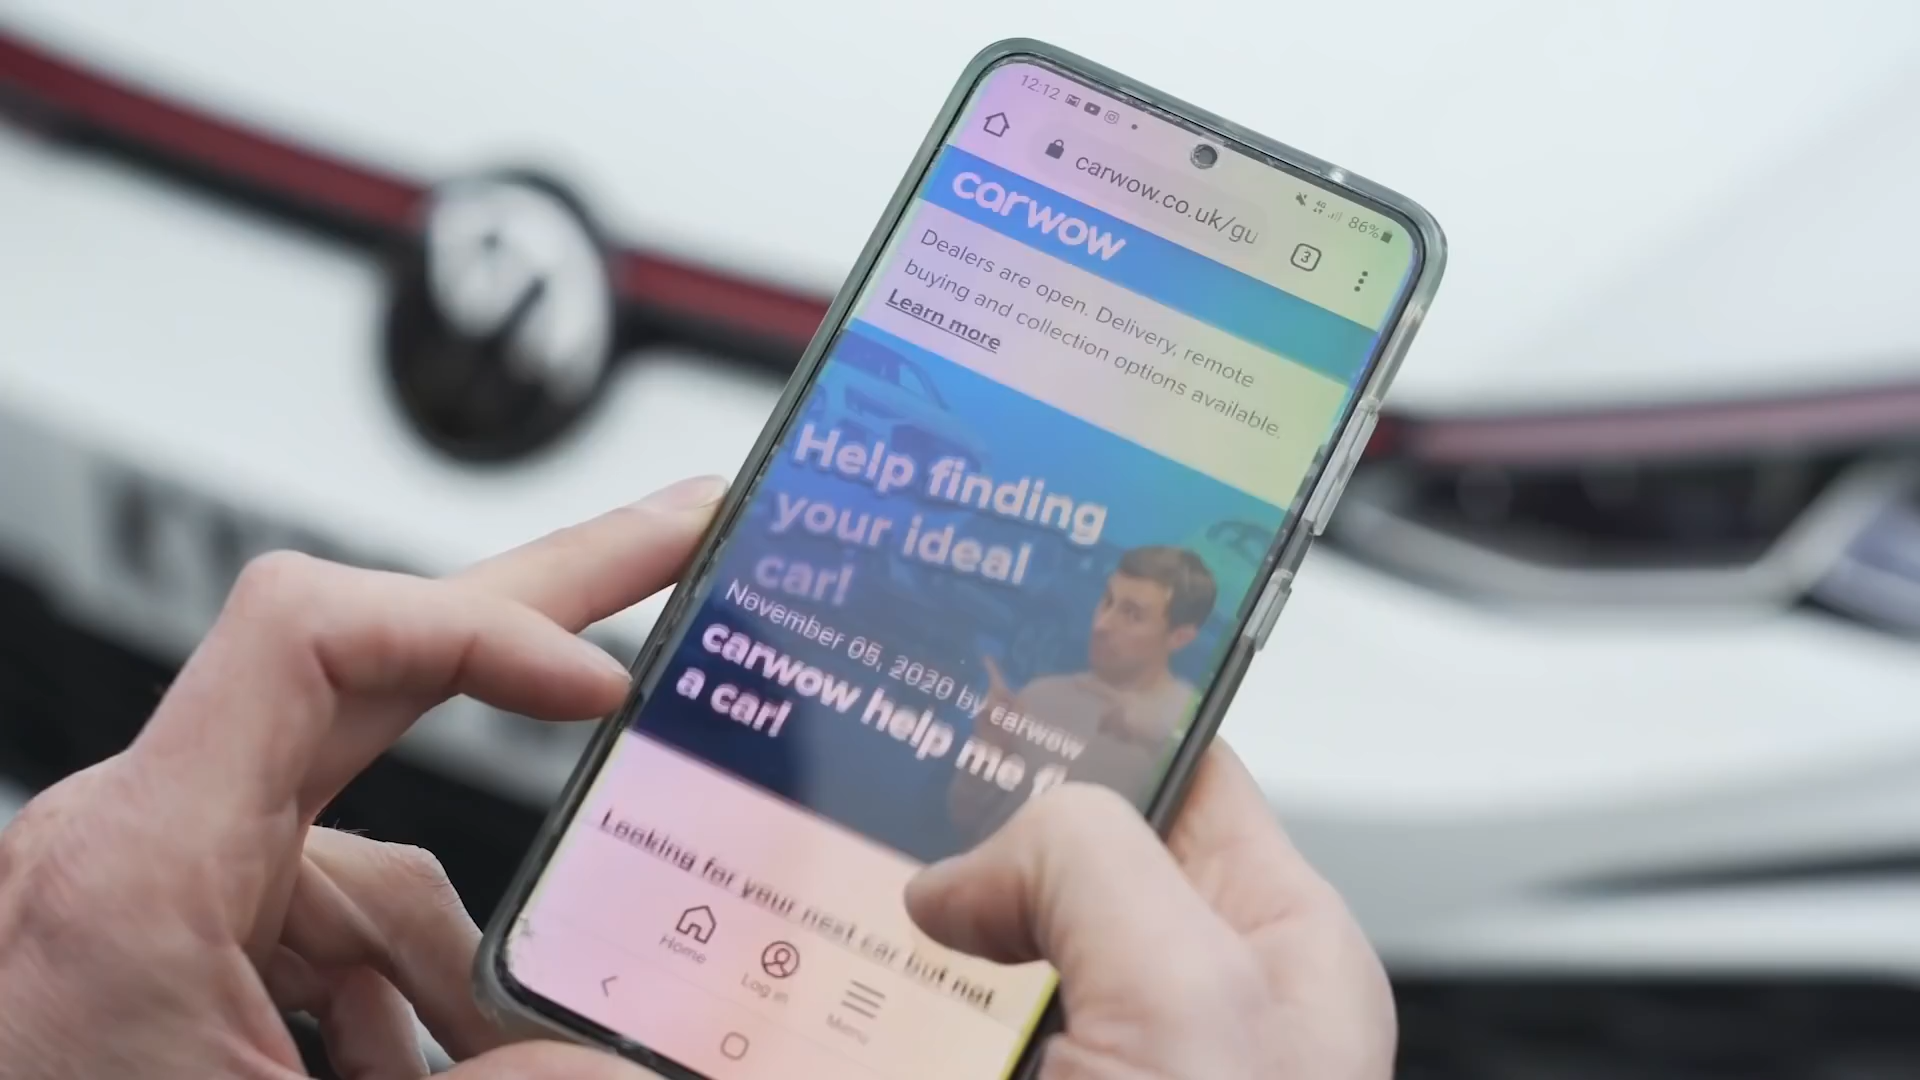 12:12
86%
carwow.co.uk/gu
3
carwow
Dealers are open. Delivery, remote
buying and collection options available.
Learn more
Help finding
your ideal
car!
November 05, 2020 by carwow
carwow help me
a car!
Looking for your next car but not
Home
Log in
Menu